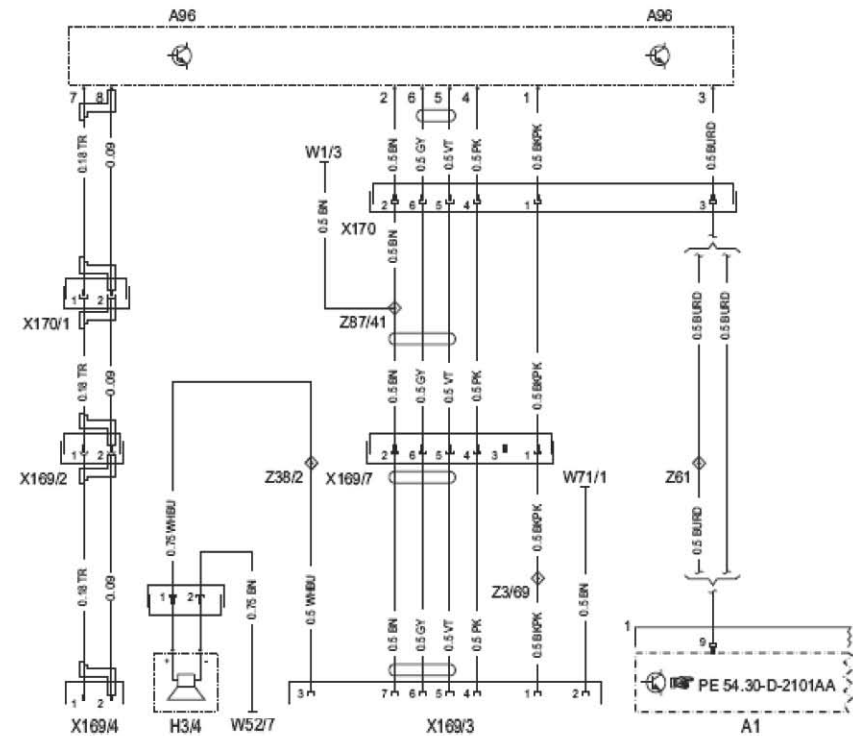 A96 A96
7 8 2 6 5 4 1 3
0.18 TR 0.09 0.5 BN 0.5 GY 0.5 VT 0.5 PK 0.5 BKPK 0.5 BURD
W1/3
2 6 5 4 1 3
X170
0.5 BN 0.5 BN
1 2
X170/1
Z87/41
0.5 BURD 0.5 BURD
0.18 TR 0.09 0.5 BN 0.5 GY 0.5 VT 0.5 PK 0.5 BKPK
1 2 2 6 5 4 3 1
X169/2 Z38/2 X169/7 W71/1 Z61
0.75 WHBU 0.5 BKPK 0.5 BURD
1 2
Z3/69
0.18 TR 0.09 0.75 BN 0.5 WHBU 0.5 BN 0.5 GY 0.5 VT 0.5 PK 0.5 BKPK 0.5 BN
1 9
+ -
PE 54.30-D-2101AA
1 2 3 7 6 5 4 1 2
X169/4 H3/4 W52/7 X169/3 A1